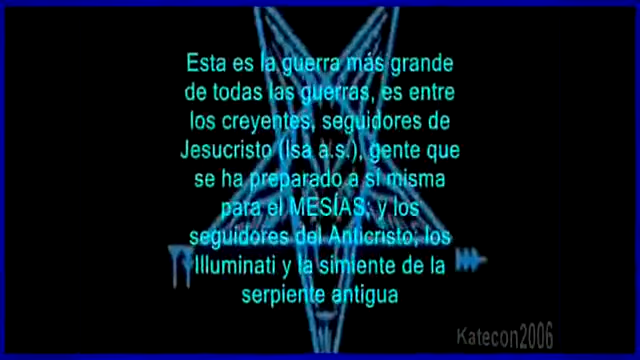 Esta es la guerra más grande
de todas las guerras, es entre
los creyentes, seguidores de
Jesucristo (Isa a.s.), gente que
se ha preparado a sí misma
para el MESÍAS; y los
seguidores del Anticristo; los
Illuminati y la simiente de la
serpiente antigua
Katecon2006